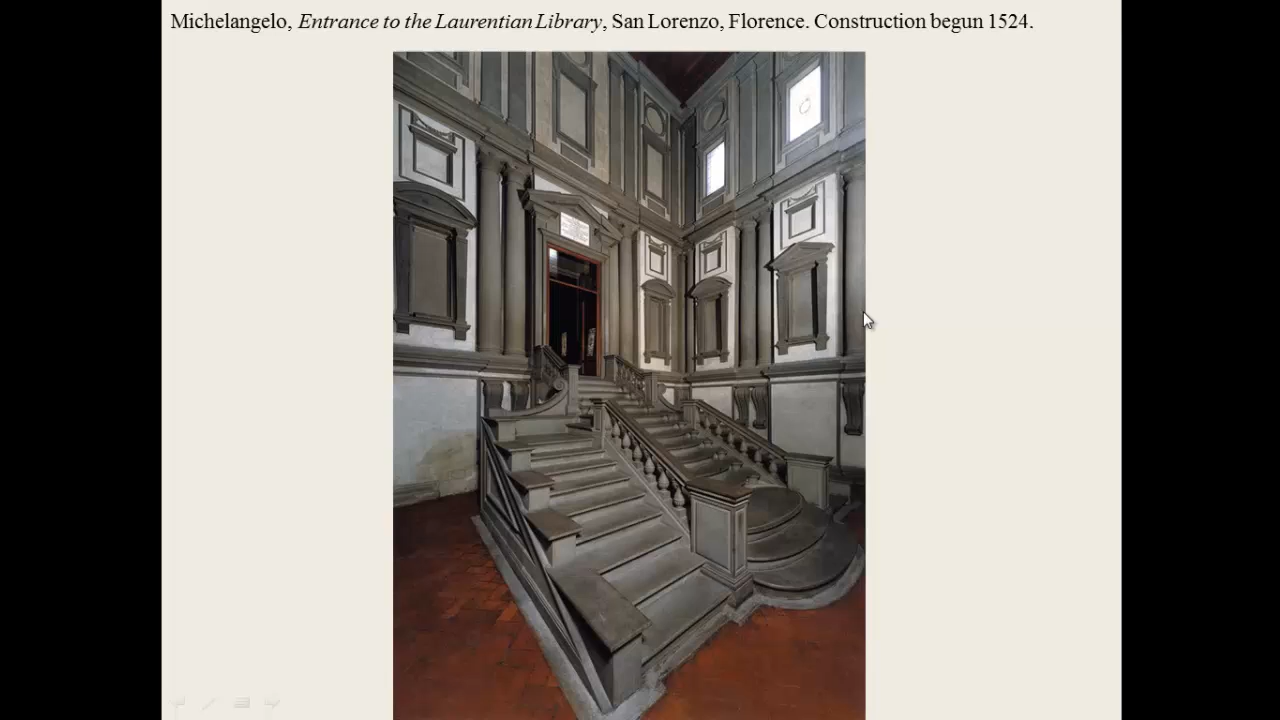 Michelangelo, Entrance to the Laurentian Library, San Lorenzo, Florence. Construction begun 1524.